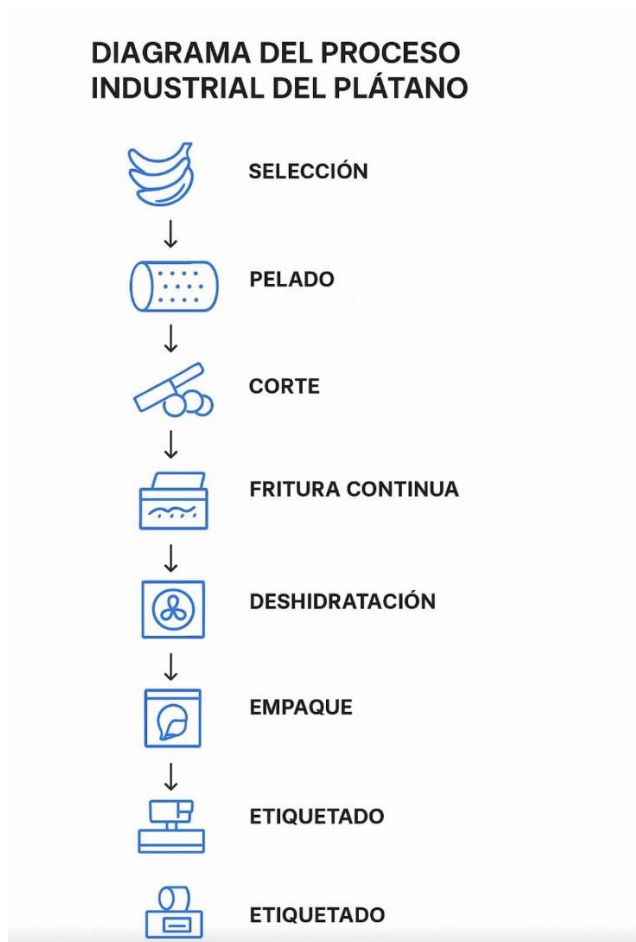 DIAGRAMA DEL PROCESO
INDUSTRIAL DEL PLÁTANO
SELECCIÓN
PELADO
CORTE
FRITURA CONTINUA
DESHIDRATACIÓN
EMPAQUE
ETIQUETADO
ETIQUETADO